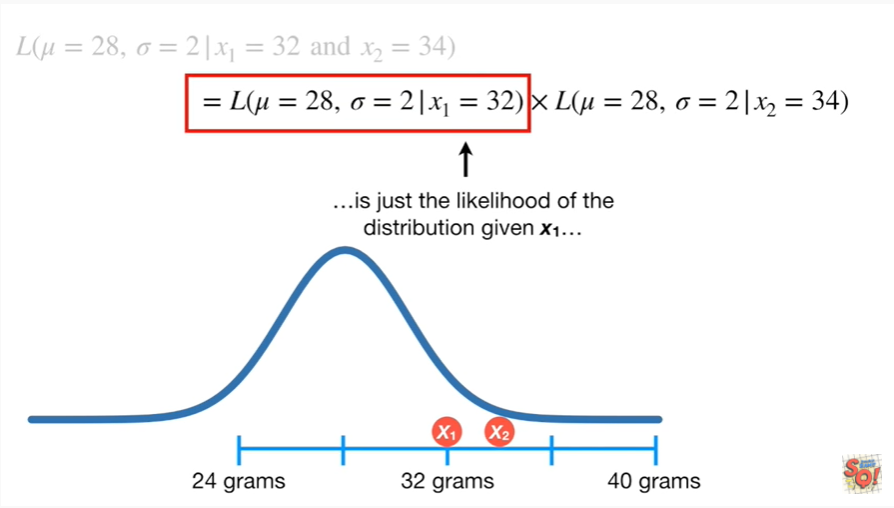 L(μ = 28, σ = 2|x₁ = 32 and x₂ = 34)
= L(μ = 28, σ = 2|x₁ = 32) × L(μ = 28, σ = 2|x₂ = 34)
…is just the likelihood of the
distribution given x₁…
X₁ X₂
24 grams 32 grams 40 grams
SO!